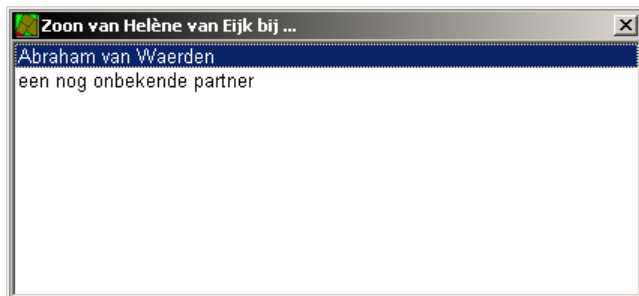 Zoon van Helène van Eijk bij ...
Abraham van Waerden
een nog onbekende partner